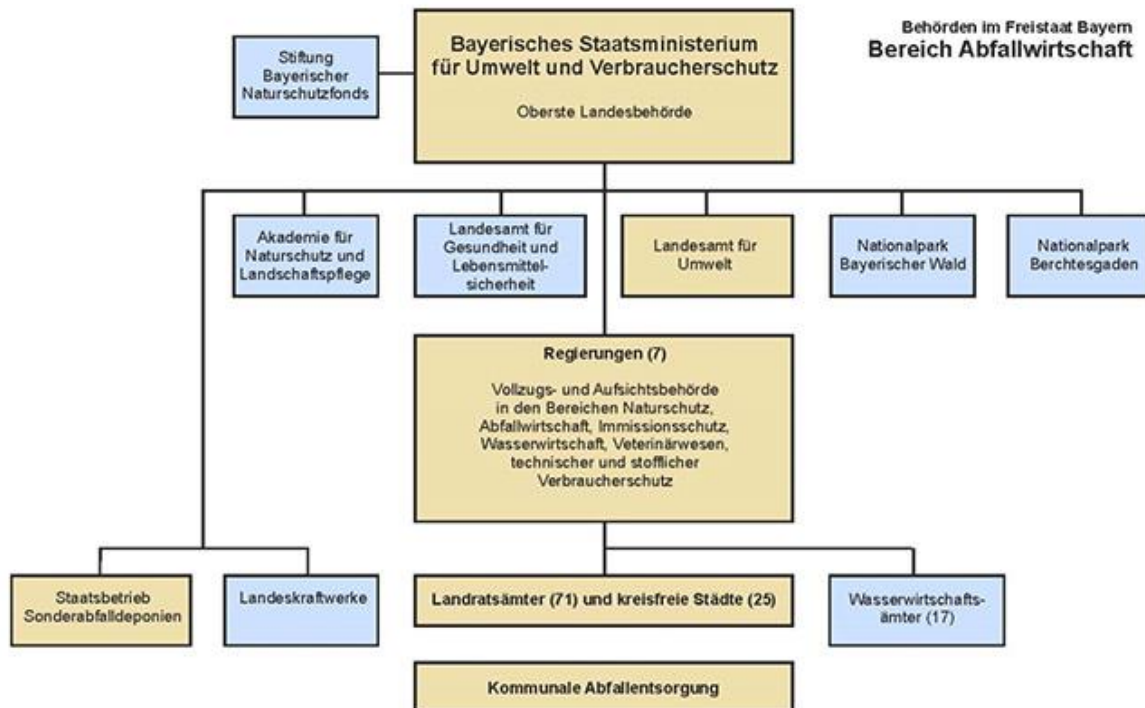 Behörden im Freistaat Bayern
Bereich Abfallwirtschaft
Bayerisches Staatsministerium
für Umwelt und Verbraucherschutz
Oberste Landesbehörde
Stiftung
Bayerischer
Naturschutzfonds
Akademie für
Naturschutz und
Landschaftspflege
Landesamt für
Gesundheit und
Lebensmittel-
sicherheit
Landesamt für
Umwelt
Nationalpark
Bayerischer Wald
Nationalpark
Berchtesgaden
Regierungen (7)
Vollzugs- und Aufsichtsbehörde
in den Bereichen Naturschutz,
Abfallwirtschaft, Immissionsschutz,
Wasserwirtschaft, Veterinärwesen,
technischer und stofflicher
Verbraucherschutz
Staatsbetrieb
Sonderabfalldeponien
Landeskraftwerke
Landratsämter (71) und kreisfreie Städte (25)
Wasserwirtschafts-
ämter (17)
Kommunale Abfallentsorgung